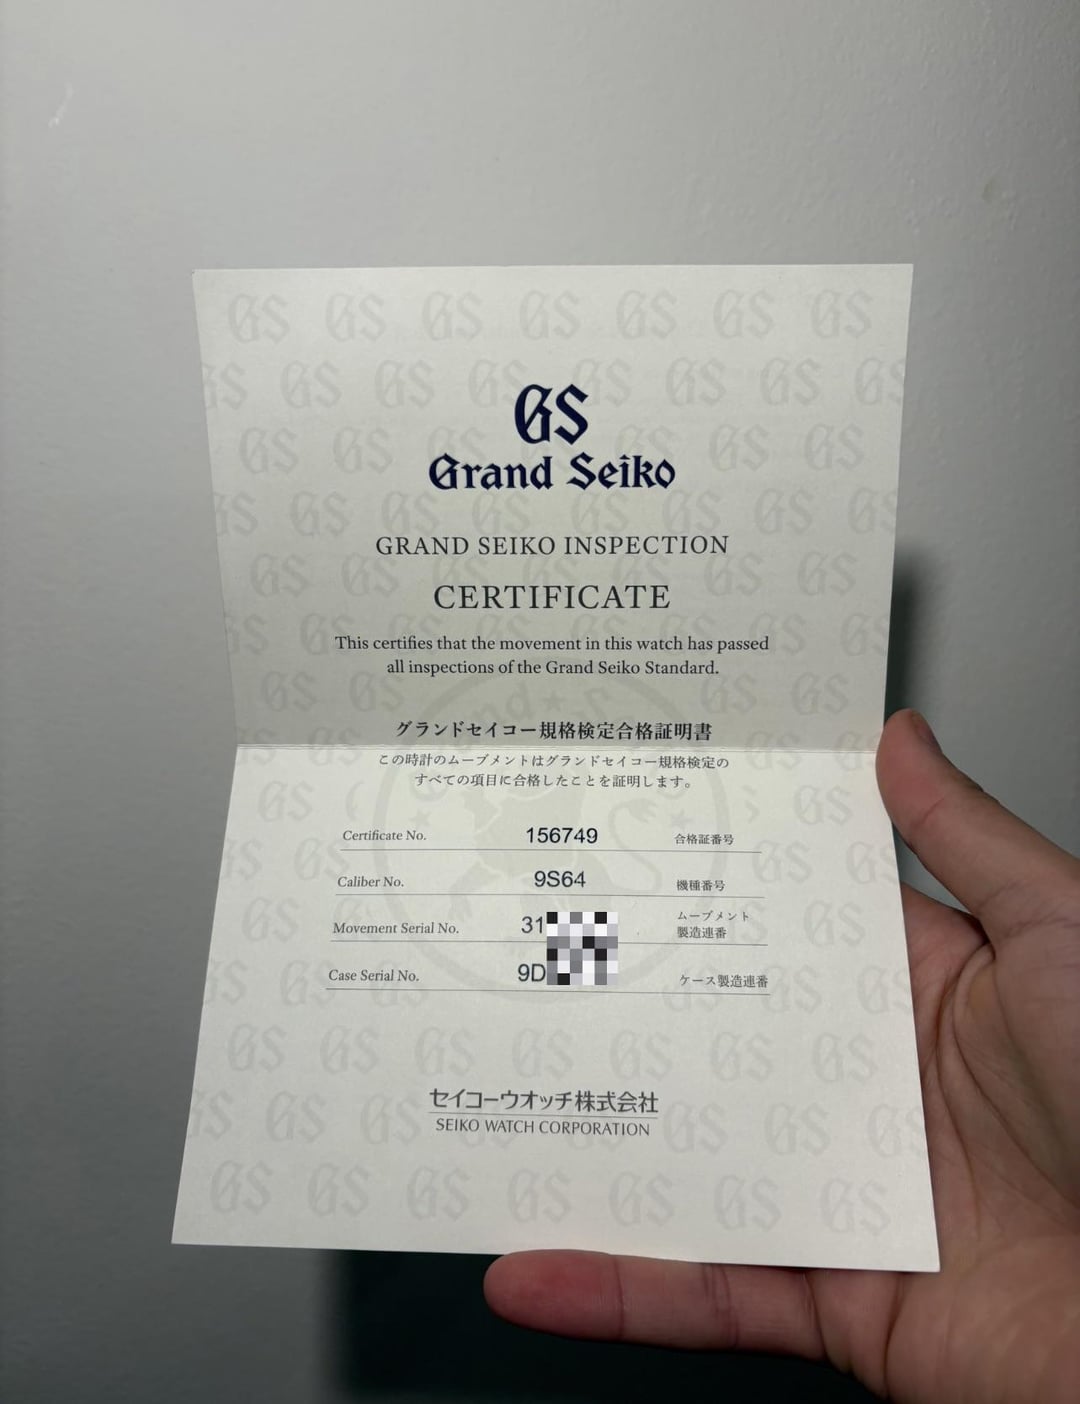 GS
Grand Seiko
GRAND SEIKO INSPECTION
CERTIFICATE
This certifies that the movement in this watch has passed
all inspections of the Grand Seiko Standard.
グランドセイコー規格検定合格証明書
この時計のムーブメントはグランドセイコー規格検定の
すべての項目に合格したことを証明します。
Certificate No. 156749 合格証番号
Caliber No. 9S64 機種番号
Movement Serial No. 31 ムーブメント
製造連番
Case Serial No. 9D ケース製造連番
セイコーウオッチ株式会社
SEIKO WATCH CORPORATION